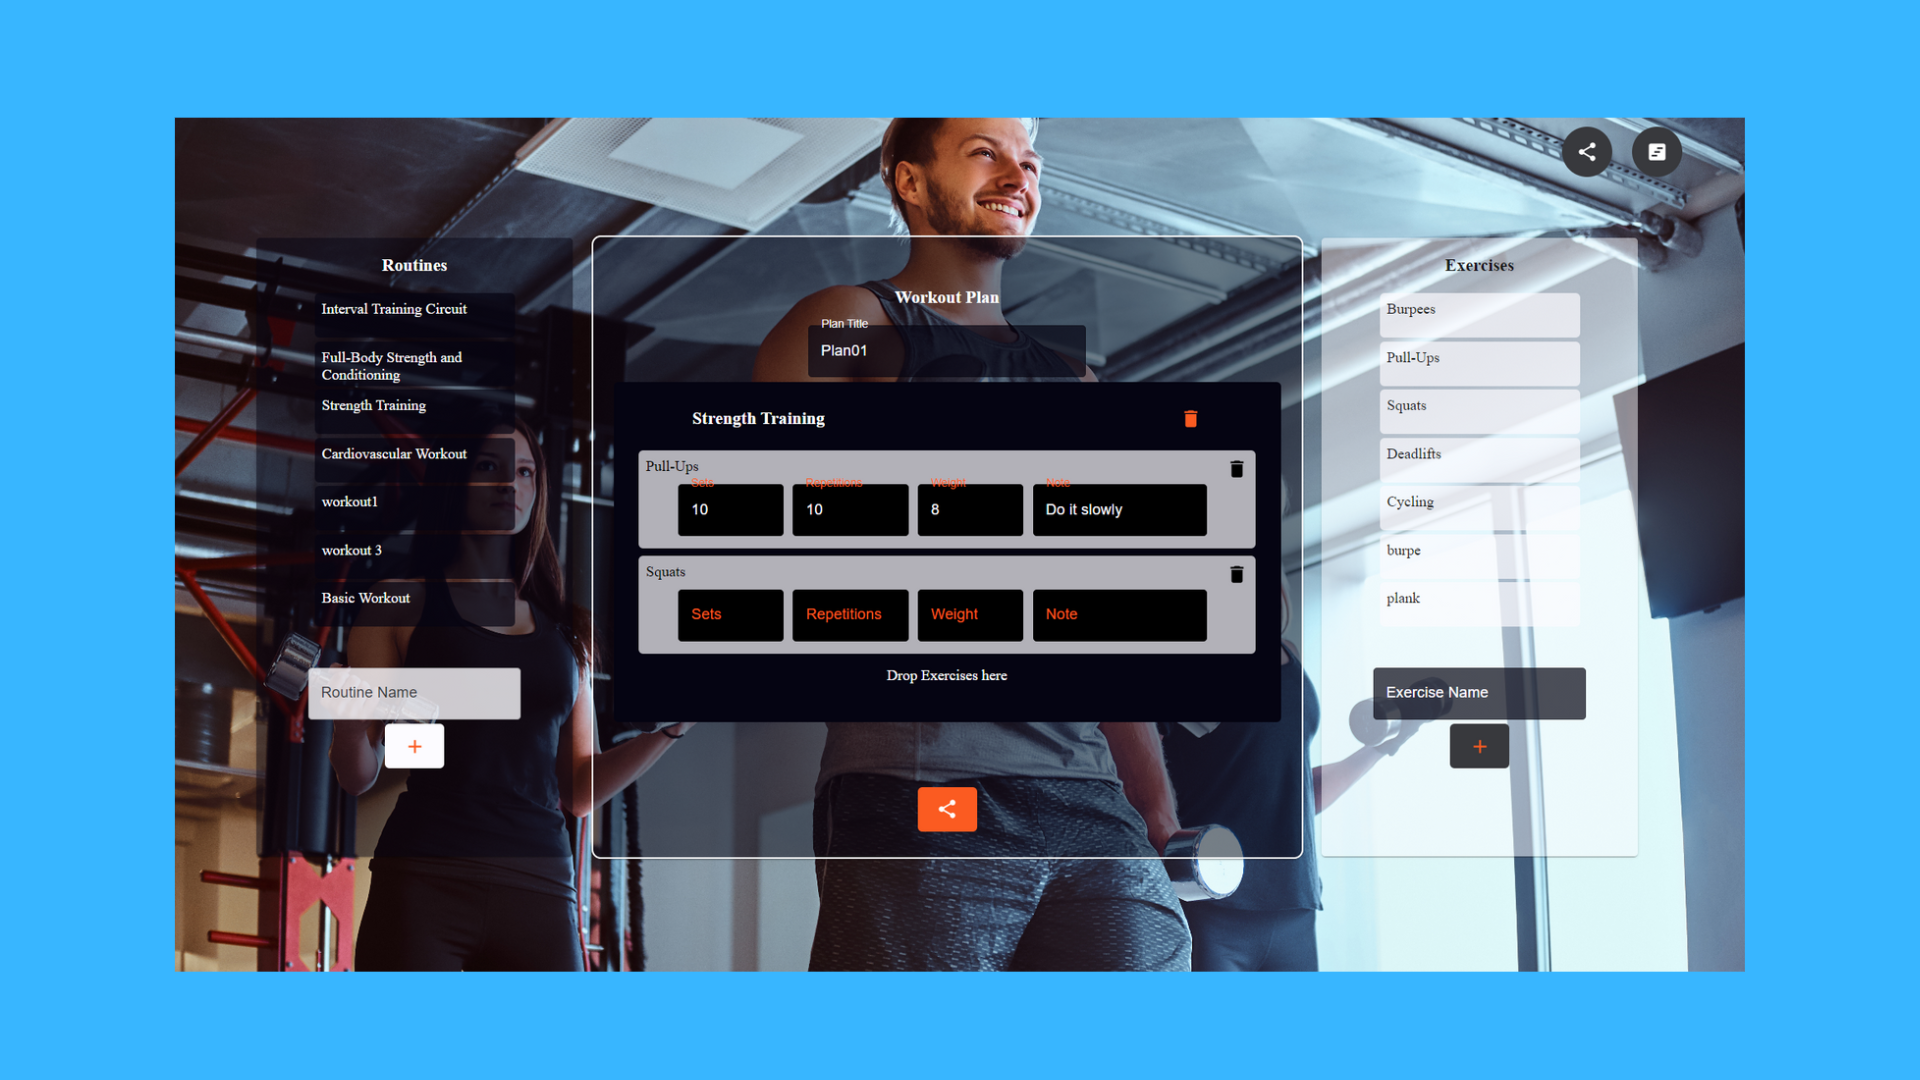 Routines
Interval Training Circuit
Full-Body Strength and
Conditioning
Strength Training
Cardiovascular Workout
workout1
workout 3
Basic Workout
Routine Name
+
Workout Plan
Plan Title
Plan01
Strength Training
Pull-Ups
Sets Repetitions Weight Note
10 10 8 Do it slowly
Squats
Sets Repetitions Weight Note
Drop Exercises here
Exercises
Burpees
Pull-Ups
Squats
Deadlifts
Cycling
burpe
plank
Exercise Name
+